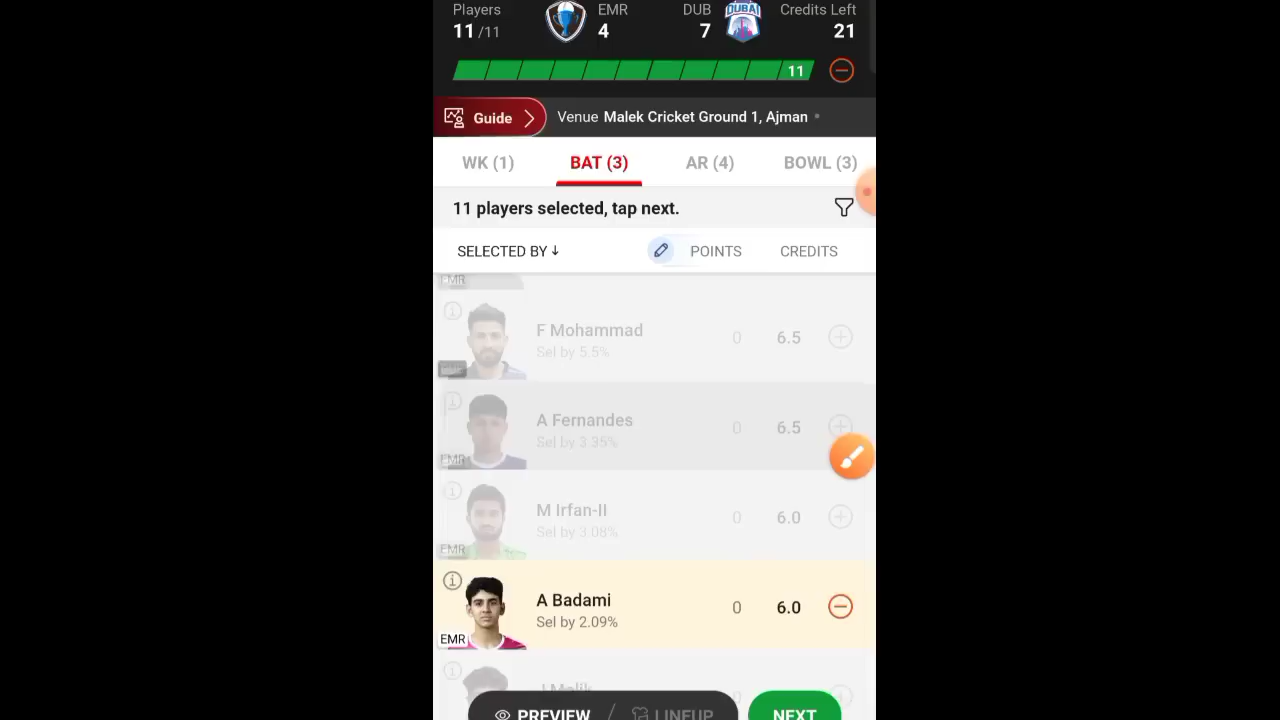 Players EMR DUB Credits Left
11 /11 4 7 DUBAI 21
11
Guide Venue Malek Cricket Ground 1, Ajman
WK (1) BAT (3) AR (4) BOWL (3)
11 players selected, tap next.
SELECTED BY ↓ POINTS CREDITS
EMR
F Mohammad 0 6.5
Sel by 5.5%
A Fernandes 0 6.5
Sel by 3.35%
EMR
M Irfan-II 0 6.0
Sel by 3.08%
EMR
A Badami 0 6.0
Sel by 2.09%
EMR
J Malik
PREVIEW / LINEUP NEXT